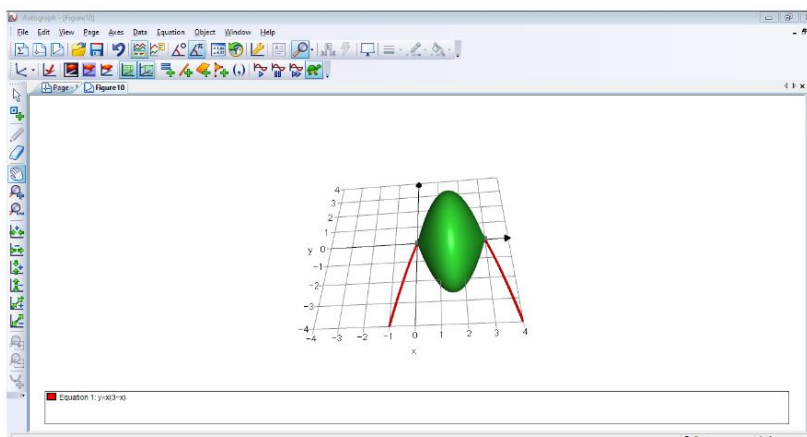 Autograph - [Figure10]
File Edit View Page Axes Data Equation Object Window Help
Page - 1 Figure10
4
3
2
1
y 0
-1
-2
-3
-4
-4 -3 -2 -1 0 1 2 3 4
x
Equation 1: y=x(3-x)